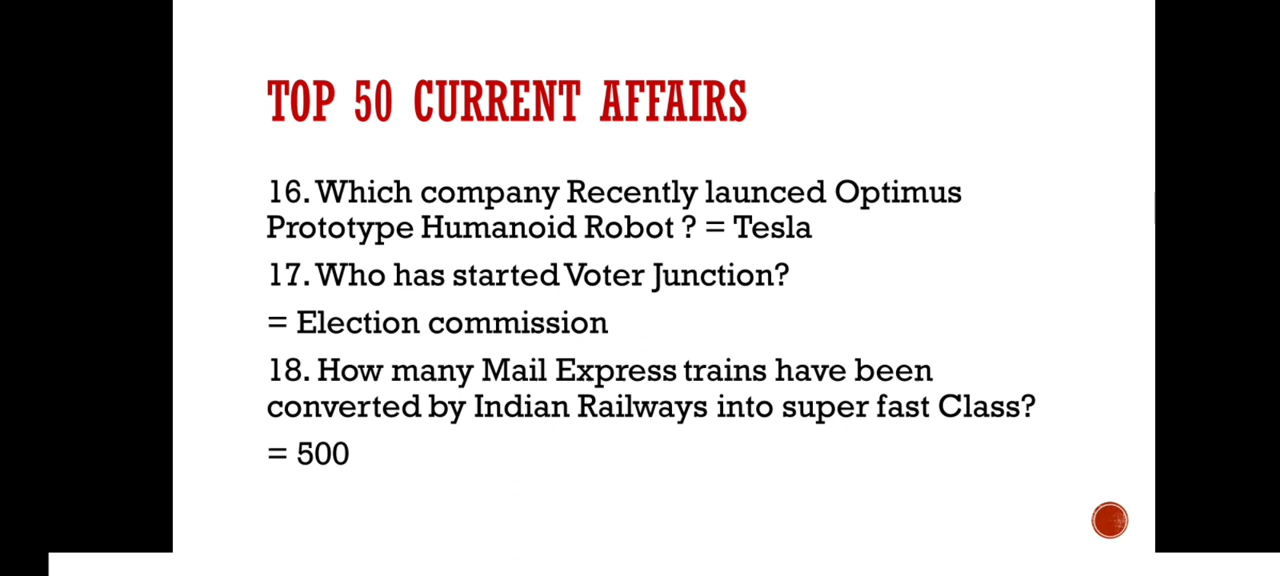 TOP 50 CURRENT AFFAIRS
16. Which company Recently launced Optimus
Prototype Humanoid Robot ? = Tesla
17. Who has started Voter Junction?
= Election commission
18. How many Mail Express trains have been
converted by Indian Railways into super fast Class?
= 500